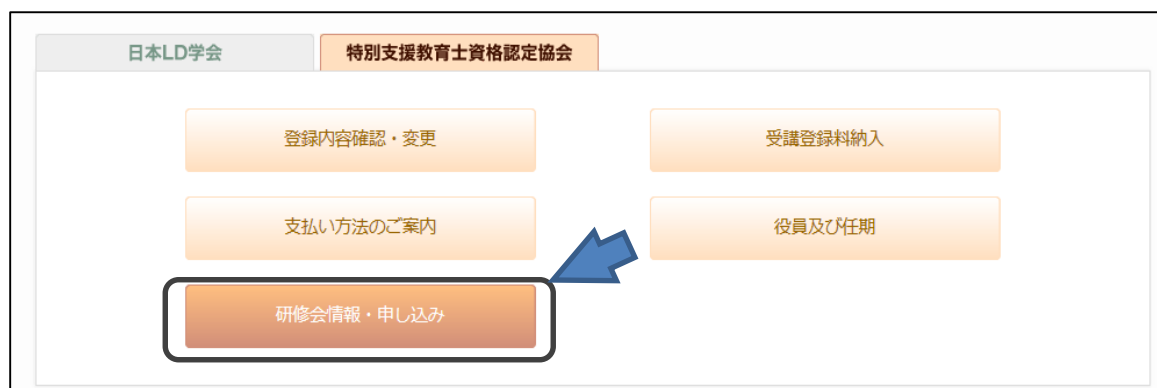 日本LD学会
特別支援教育士資格認定協会
登録内容確認・変更
受講登録料納入
支払い方法のご案内
役員及び任期
研修会情報・申し込み